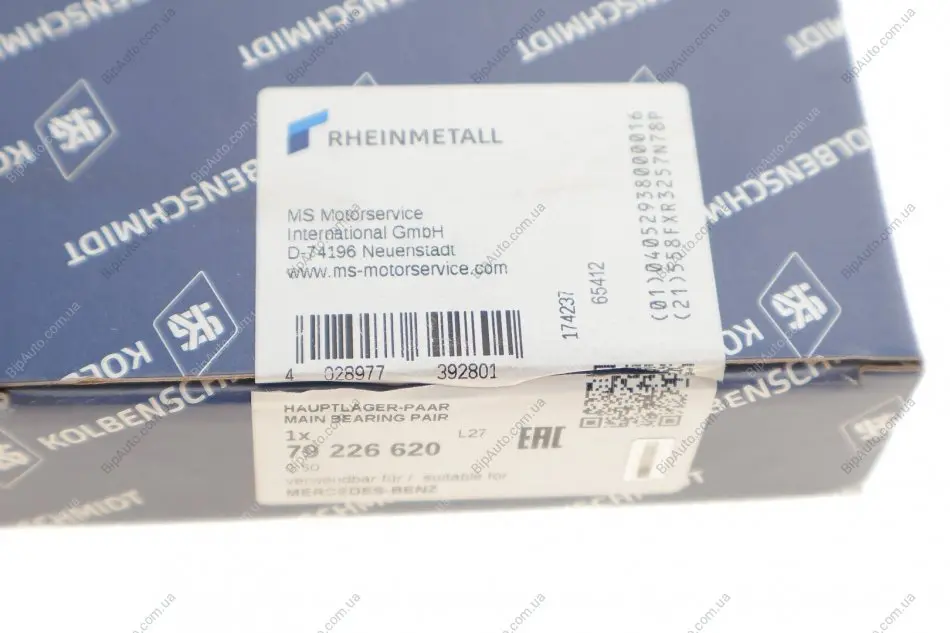 KOLBENSCHMIDT
RHEINMETALL
MS Motorservice
International GmbH
D-74196 Neuenstadt
www.ms-motorservice.com
174237
65412
(01)04052938000016
(21)558FXR3257N78P
4 028977 392801
HAUPTLAGER-PAAR
MAIN BEARING PAIR
1x
L27
79 226 620
EAC
verwendbar für / suitable for
MERCEDES-BENZ
KOLBENSCHMIDT
BipAuto.com.ua